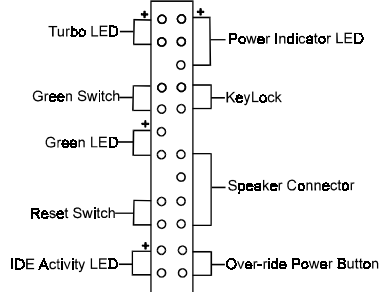 + +
Turbo LED
Power Indicator LED
Green Switch
KeyLock
+
Green LED
Speaker Connector
Reset Switch
+
IDE Activity LED
Over-ride Power Button